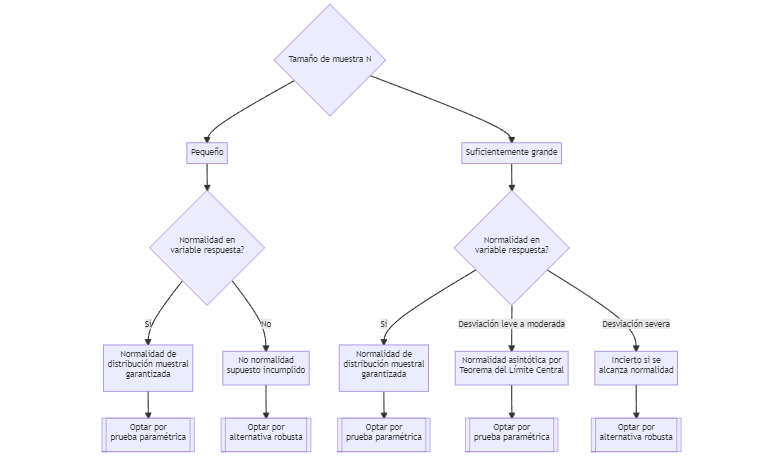 Tamaño de muestra N
Pequeño
Suficientemente grande
Normalidad en
variable respuesta?
Normalidad en
variable respuesta?
Sí
No
Sí
Desviación leve a moderada
Desviación severa
Normalidad de
distribución muestral
garantizada
No normalidad
supuesto incumplido
Normalidad de
distribución muestral
garantizada
Normalidad asintótica por
Teorema del Límite Central
Incierto si se
alcanza normalidad
Optar por
prueba paramétrica
Optar por
alternativa robusta
Optar por
prueba paramétrica
Optar por
prueba paramétrica
Optar por
alternativa robusta